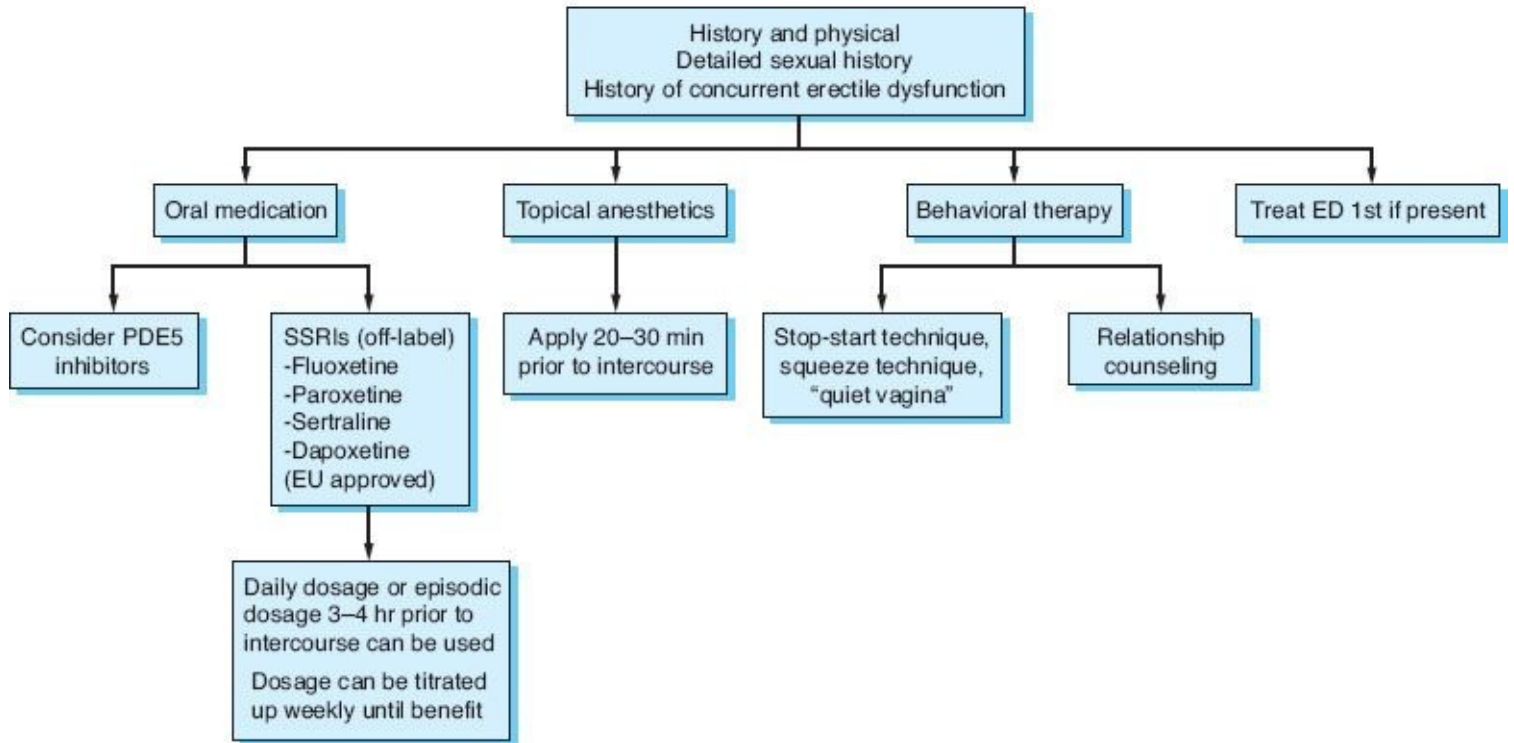 History and physical
Detailed sexual history
History of concurrent erectile dysfunction
Oral medication
Topical anesthetics
Behavioral therapy
Treat ED 1st if present
Consider PDE5
inhibitors
SSRIs (off-label)
-Fluoxetine
-Paroxetine
-Sertraline
-Dapoxetine
(EU approved)
Apply 20–30 min
prior to intercourse
Stop-start technique,
squeeze technique,
“quiet vagina”
Relationship
counseling
Daily dosage or episodic
dosage 3–4 hr prior to
intercourse can be used
Dosage can be titrated
up weekly until benefit